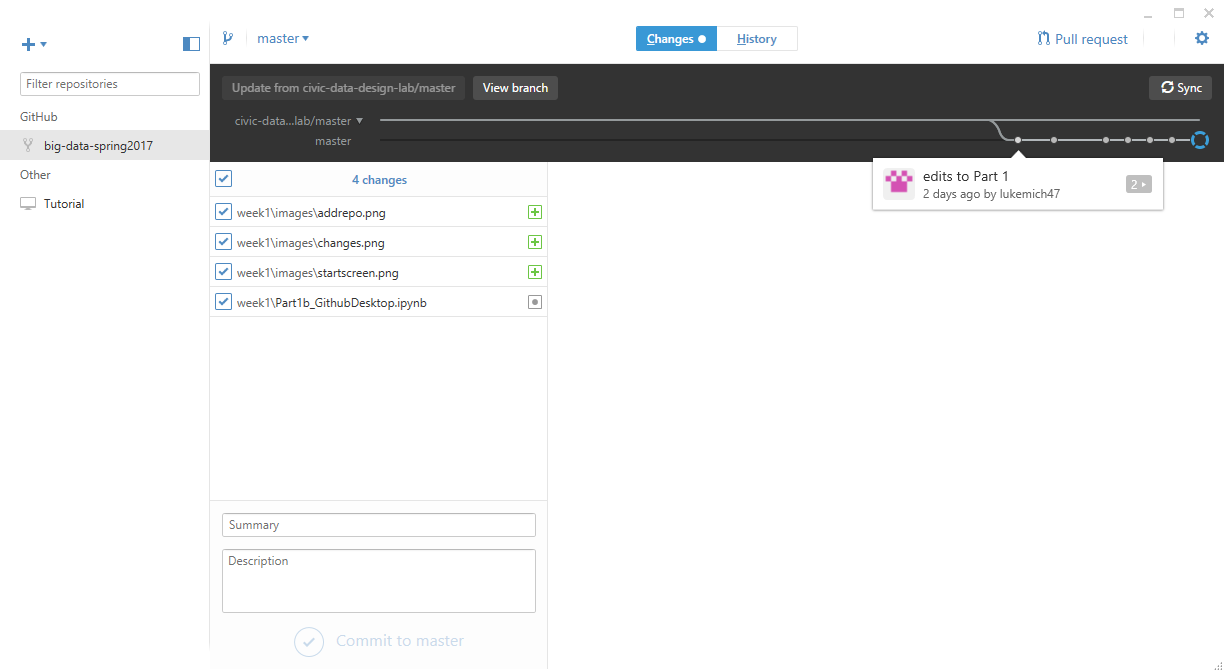 master
Changes
History
Pull request
Filter repositories
GitHub
big-data-spring2017
Other
Tutorial
Update from civic-data-design-lab/master
View branch
Sync
civic-data...lab/master
master
edits to Part 1
2 days ago by lukemich47
2
4 changes
week1\images\addrepo.png
week1\images\changes.png
week1\images\startscreen.png
week1\Part1b_GithubDesktop.ipynb
Summary
Description
Commit to master